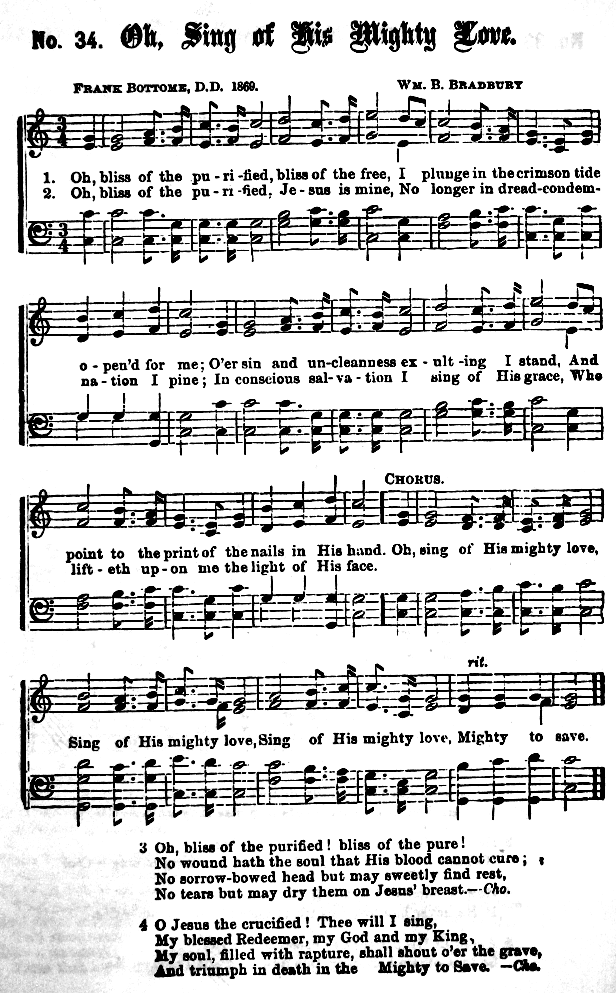 No. 34. Oh, Sing of His Mighty Love.
FRANK BOTTOME, D.D. 1869. WM. B. BRADBURY
1. Oh, bliss of the pu - ri - fied, bliss of the free, I plunge in the crimson tide
2. Oh, bliss of the pu - ri - fied, Je - sus is mine, No longer in dread-condem-
o - pen'd for me; O'er sin and un-cleanness ex - ult - ing I stand, And
na - tion I pine; In conscious sal - va - tion I sing of His grace, Who
CHORUS.
point to the print of the nails in His hand. Oh, sing of His mighty love,
lift - eth up - on me the light of His face.
rit.
Sing of His mighty love, Sing of His mighty love, Mighty to save.
3 Oh, bliss of the purified! bliss of the pure!
No wound hath the soul that His blood cannot cure;
No sorrow-bowed head but may sweetly find rest,
No tears but may dry them on Jesus' breast.—Cho.
4 O Jesus the crucified! Thee will I sing,
My blessed Redeemer, my God and my King,
My soul, filled with rapture, shall shout o'er the grave,
And triumph in death in the Mighty to Save. —Cho.